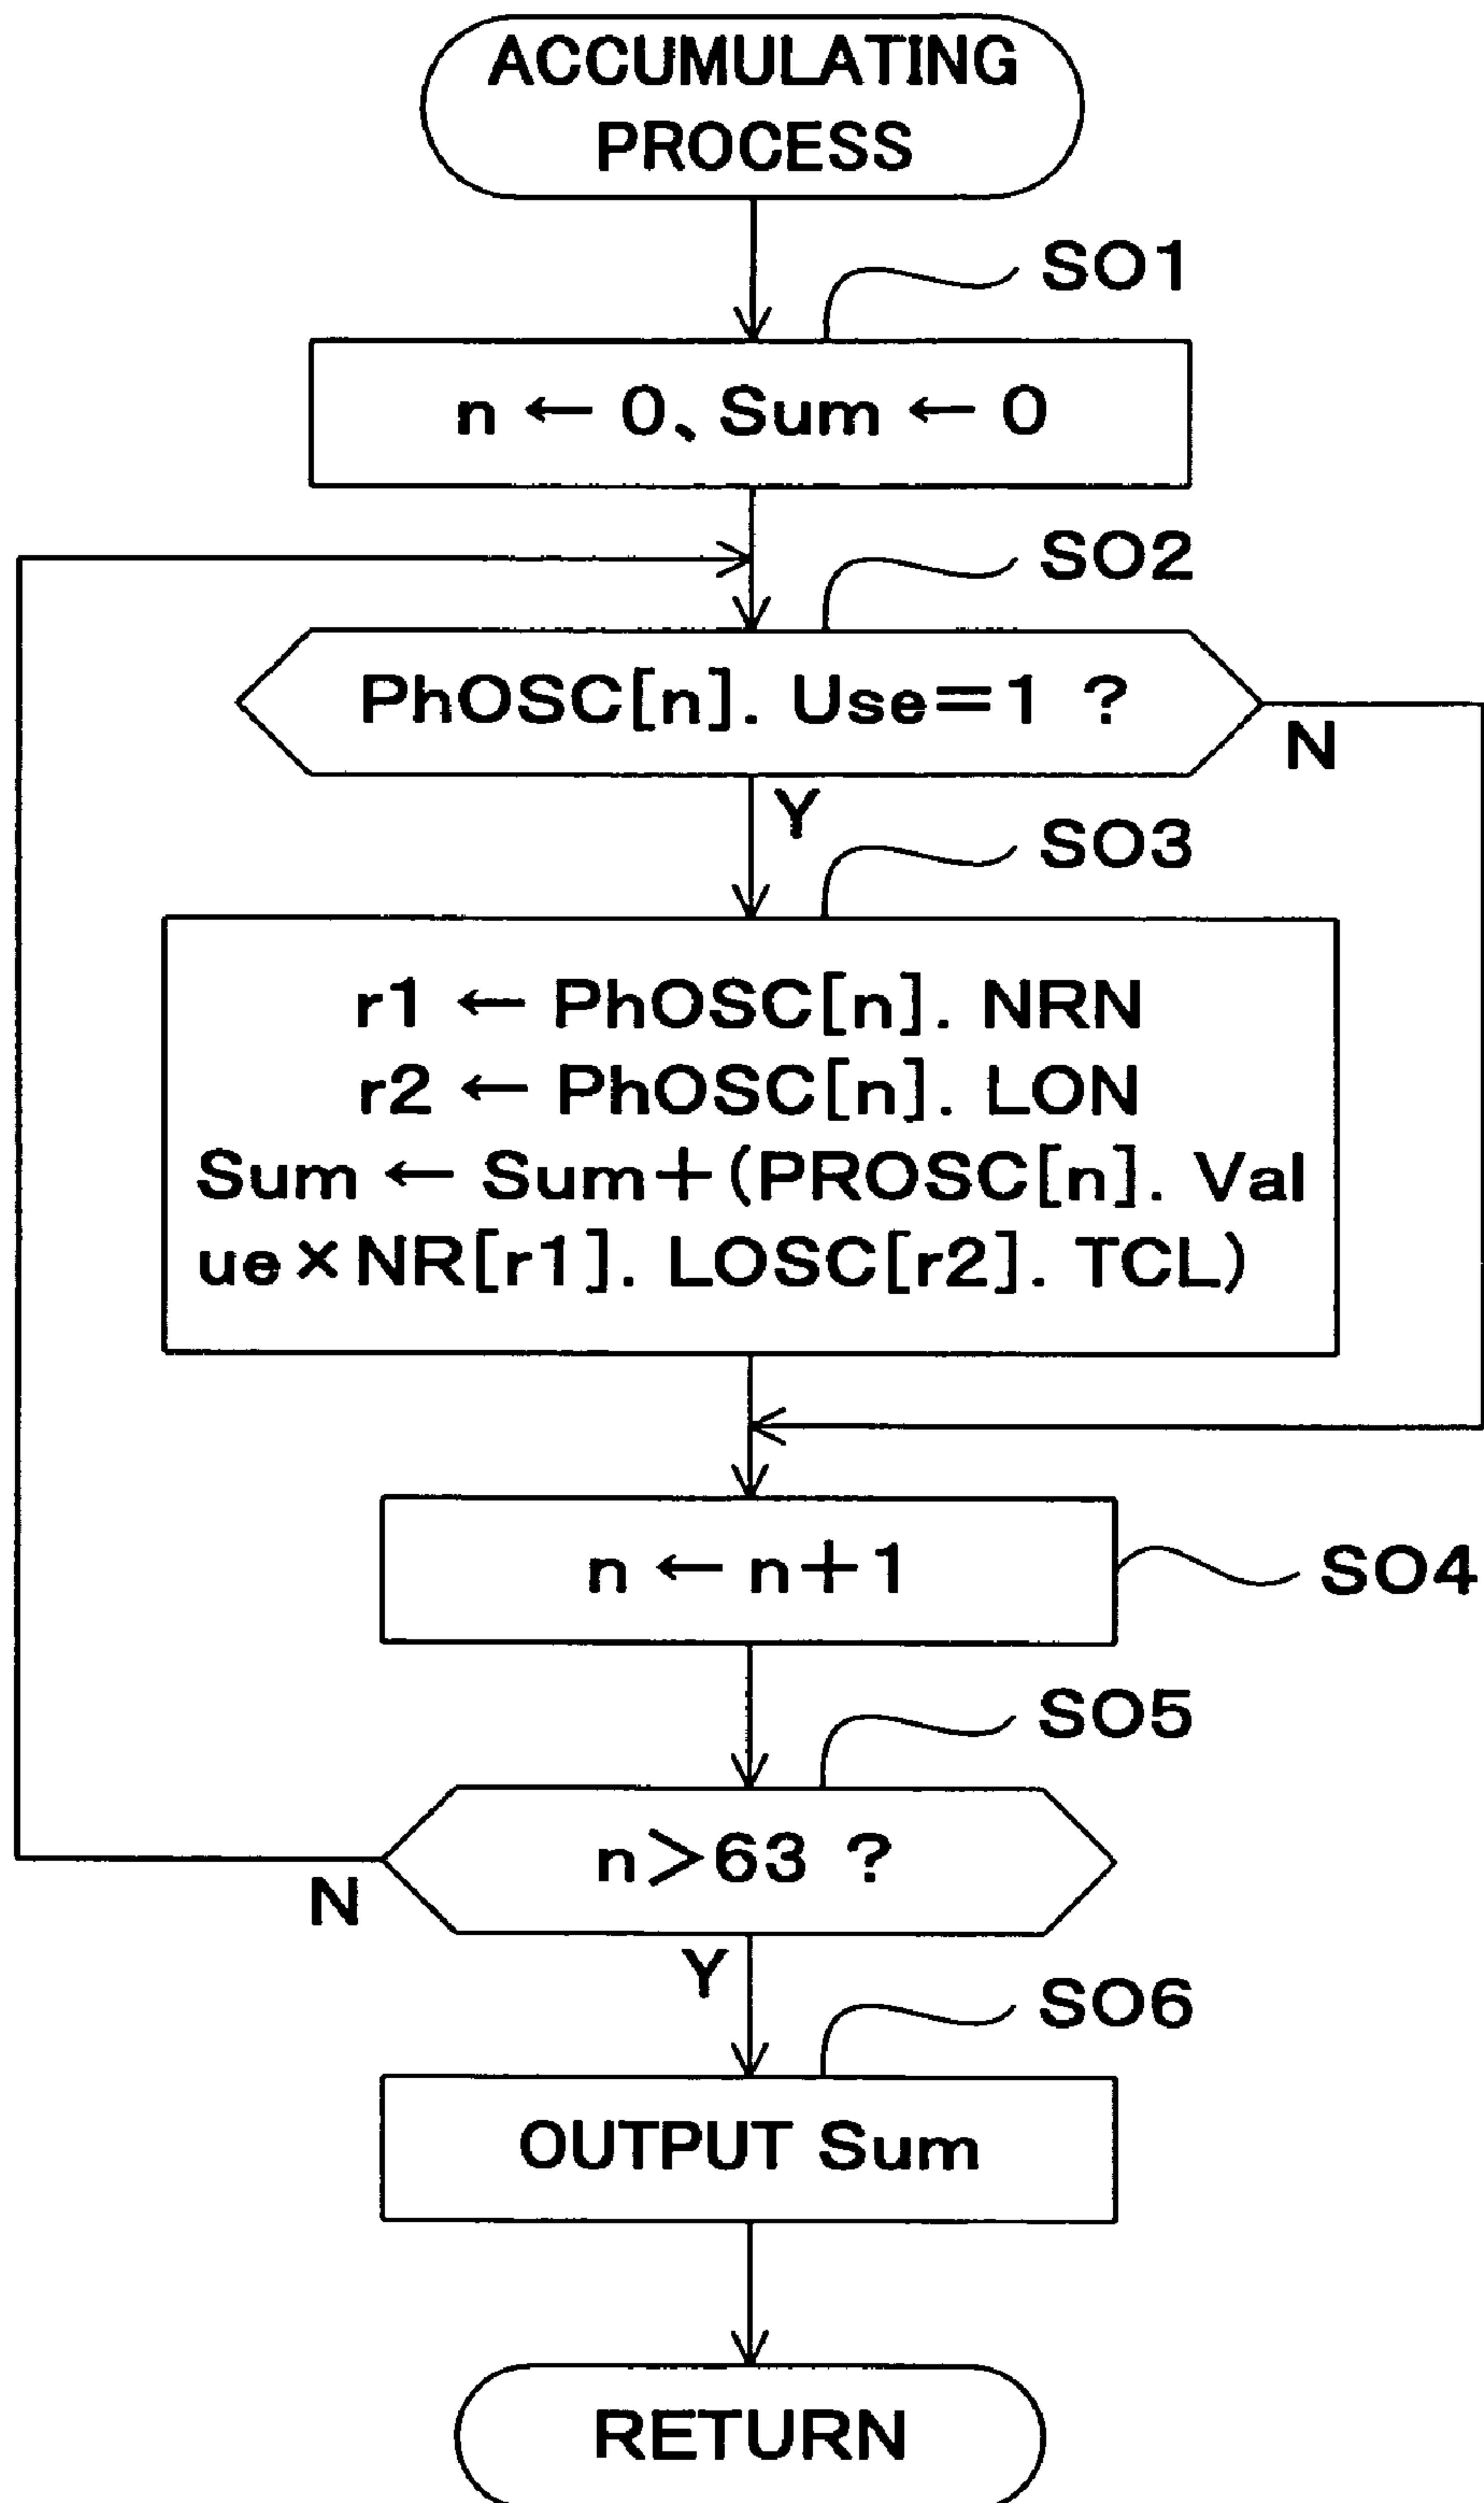 ACCUMULATING
PROCESS
SO1
n ← 0、Sum ← 0
SO2
PhOSC[n]. Use=1 ?
N
Y
SO3
r1 ← PhOSC[n]. NRN
r2 ← PhOSC[n]. LON
Sum ← Sum+(PROSC[n]. Val
ue×NR[r1]. LOSC[r2]. TCL)
n ← n+1
SO4
SO5
n>63 ?
N
Y
SO6
OUTPUT Sum
RETURN